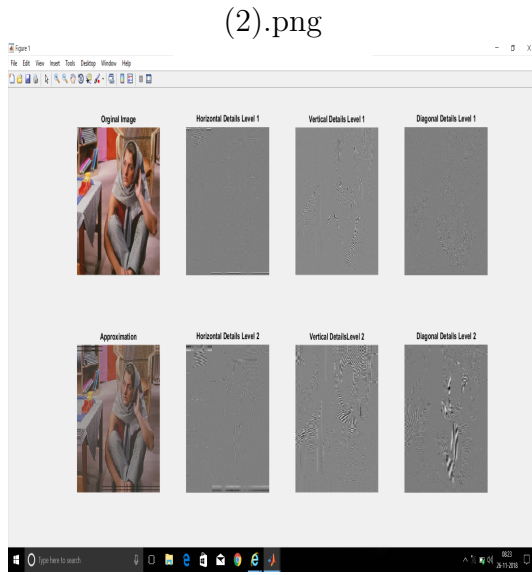 (2).png
Figure 1
File Edit View Insert Tools Desktop Window Help
Orginal Image Horizontal Details Level 1 Vertical Details Level 1 Diagonal Details Level 1
Approximation Horizontal Details Level 2 Vertical DetailsLevel 2 Diagonal Details Level 2
Type here to search
0823
26-11-2018